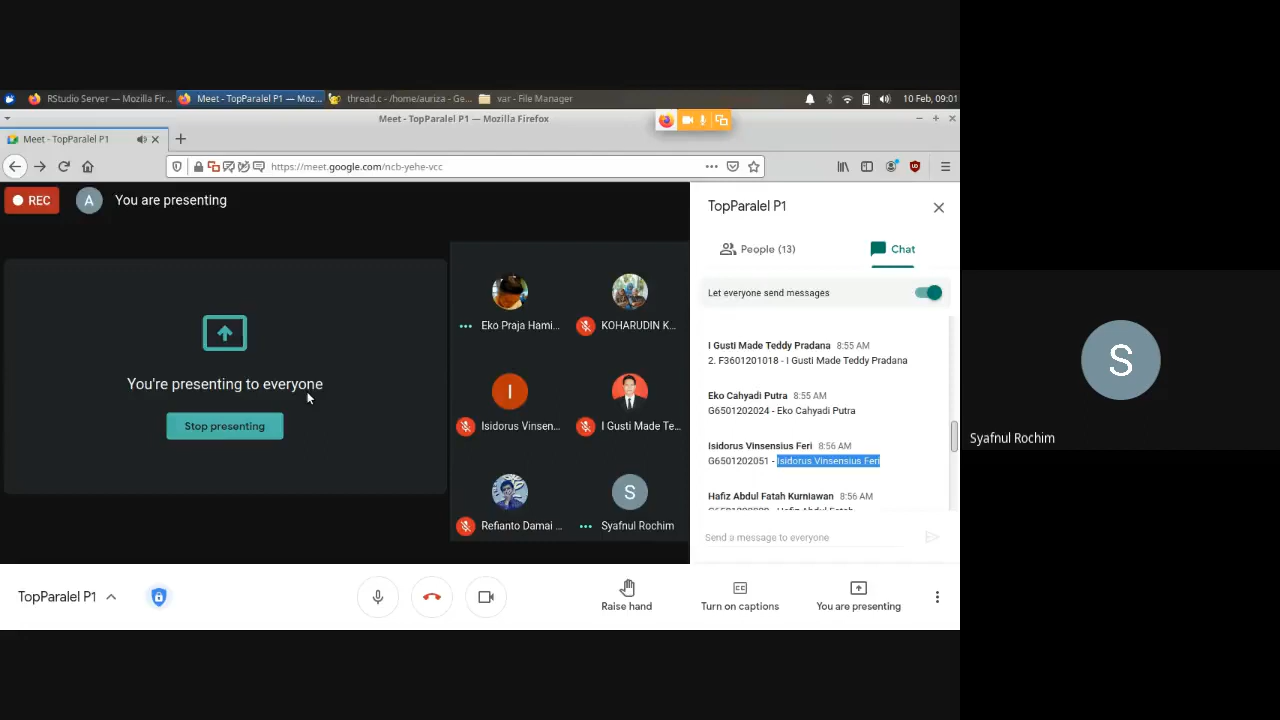 RStudio Server — Mozilla Fir... Meet - TopParalel P1 — Moz... thread.c - /home/auriza - Ge... var - File Manager 10 Feb, 09:01
Meet - TopParalel P1 — Mozilla Firefox
Meet - TopParalel P1
https://meet.google.com/ncb-yehe-vcc
REC A You are presenting
You're presenting to everyone
Stop presenting
Eko Praja Hami... KOHARUDIN K...
I
Isidorus Vinsen... I Gusti Made Te...
S
Refianto Damai ... Syafnul Rochim
TopParalel P1
People (13) Chat
Let everyone send messages
I Gusti Made Teddy Pradana 8:55 AM
2. F3601201018 - I Gusti Made Teddy Pradana
Eko Cahyadi Putra 8:55 AM
G6501202024 - Eko Cahyadi Putra
Isidorus Vinsensius Feri 8:56 AM
G6501202051 - Isidorus Vinsensius Feri
Hafiz Abdul Fatah Kurniawan 8:56 AM
Send a message to everyone
TopParalel P1
Raise hand Turn on captions You are presenting
S
Syafnul Rochim